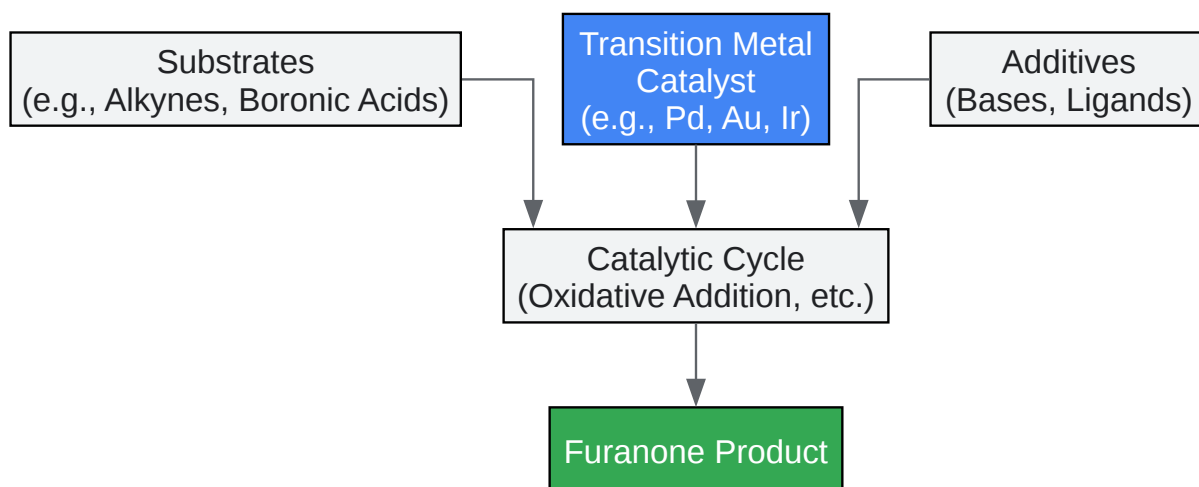 Substrates
(e.g., Alkynes, Boronic Acids)
Transition Metal
Catalyst
(e.g., Pd, Au, Ir)
Additives
(Bases, Ligands)
Catalytic Cycle
(Oxidative Addition, etc.)
Furanone Product